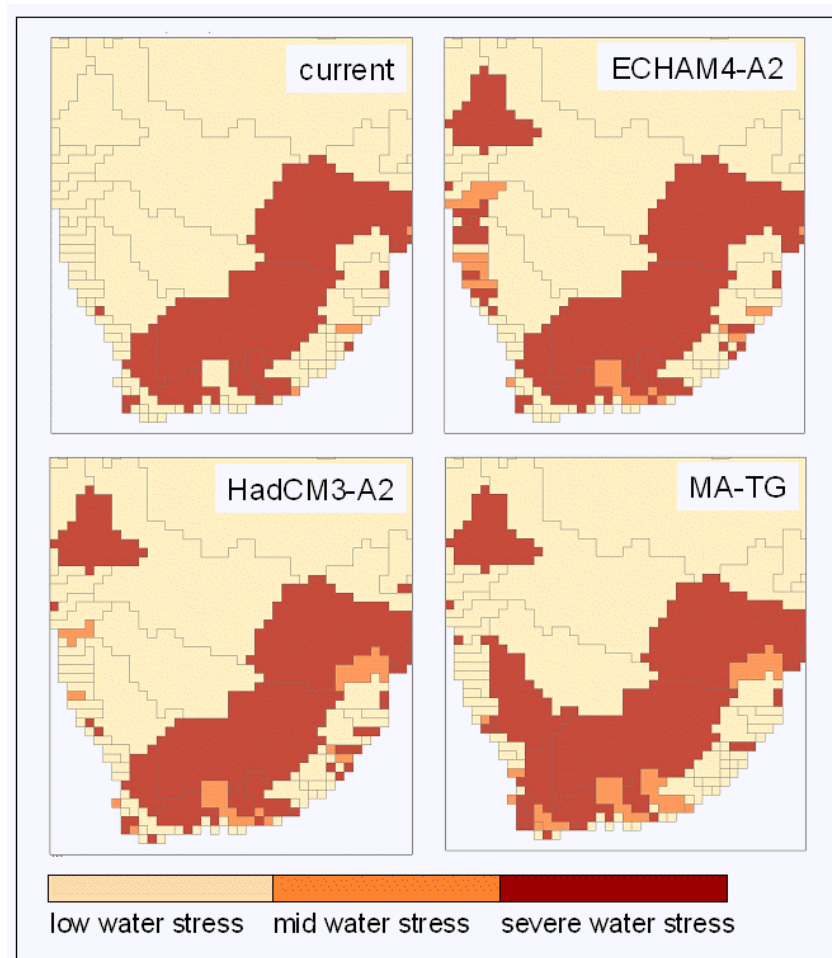 current
ECHAM4-A2
HadCM3-A2
MA-TG
low water stress
mid water stress
severe water stress